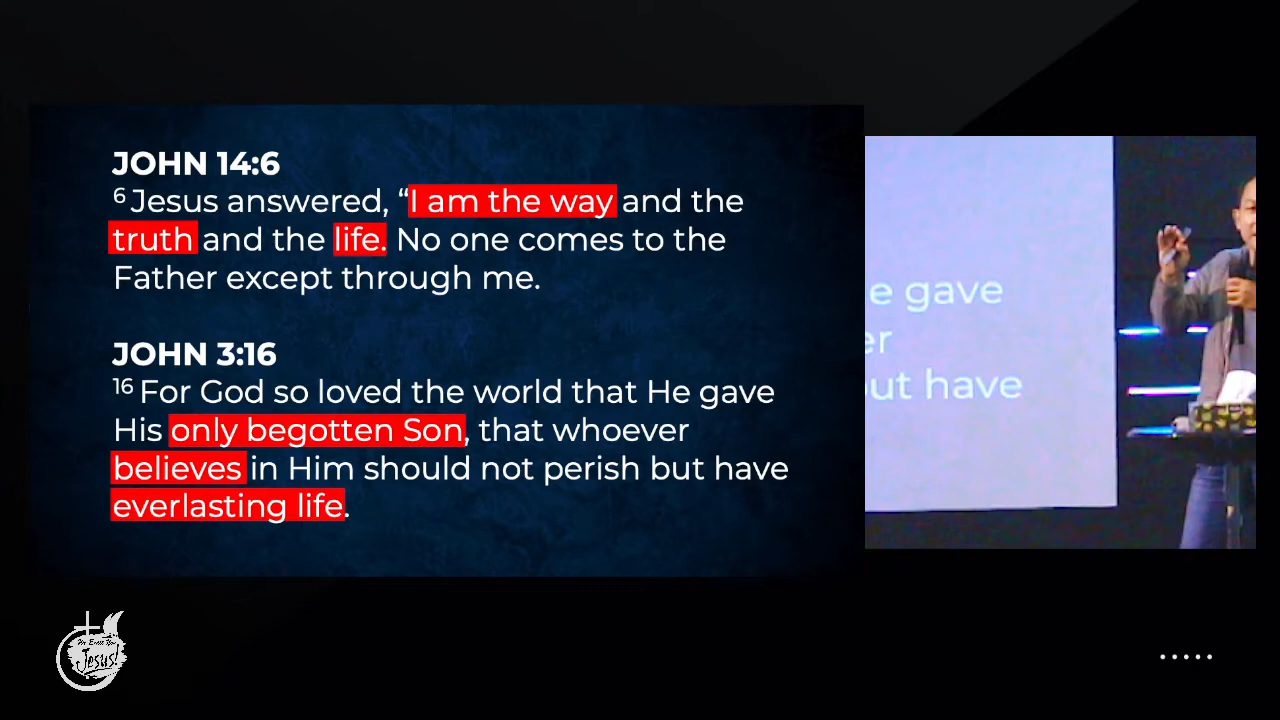 JOHN 14:6
6 Jesus answered, “I am the way and the
truth and the life. No one comes to the
Father except through me.
JOHN 3:16
16 For God so loved the world that He gave
His only begotten Son, that whoever
believes in Him should not perish but have
everlasting life.
e gave
er
out have
Jesus!